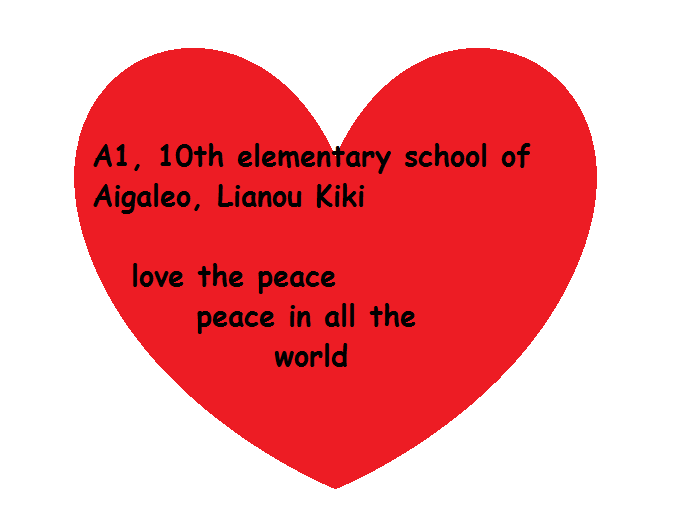 A1, 10th elementary school of
Aigaleo, Lianou Kiki
love the peace
peace in all the
world